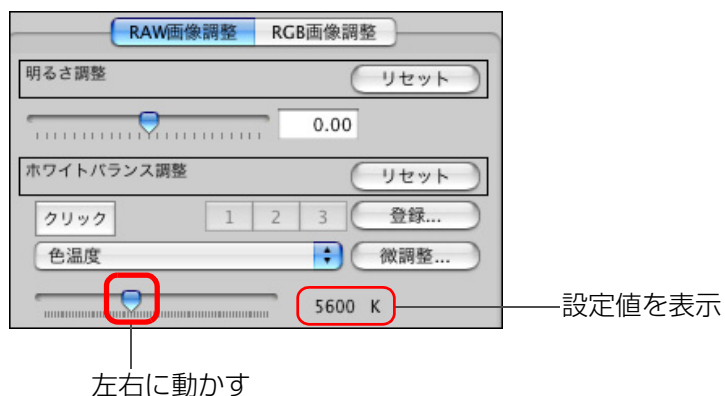 RAW画像調整 RGB画像調整
明るさ調整 リセット
0.00
ホワイトバランス調整 リセット
クリック 1 2 3 登録...
色温度 微調整...
5600 K 設定値を表示
左右に動かす